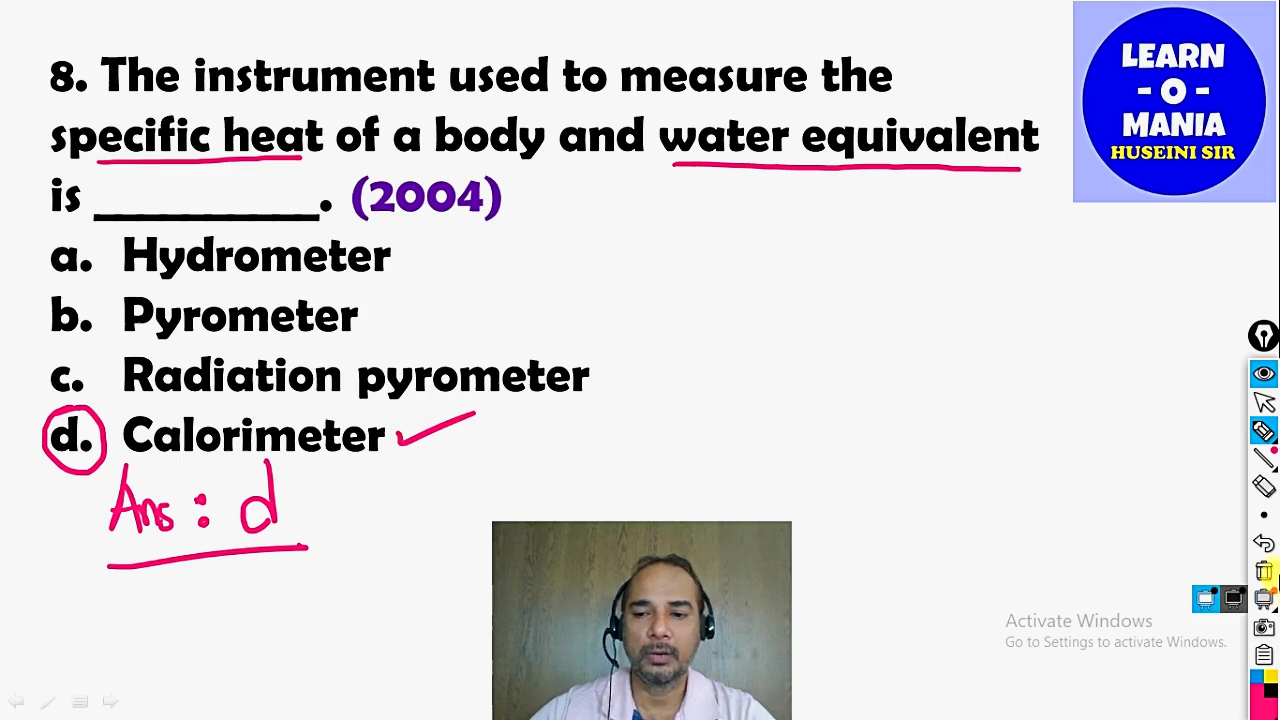 8. The instrument used to measure the
specific heat of a body and water equivalent
is __________. (2004)
a. Hydrometer
b. Pyrometer
c. Radiation pyrometer
d. Calorimeter
Ans : d
LEARN
- O -
MANIA
HUSEINI SIR
Activate Windows
Go to Settings to activate Windows.